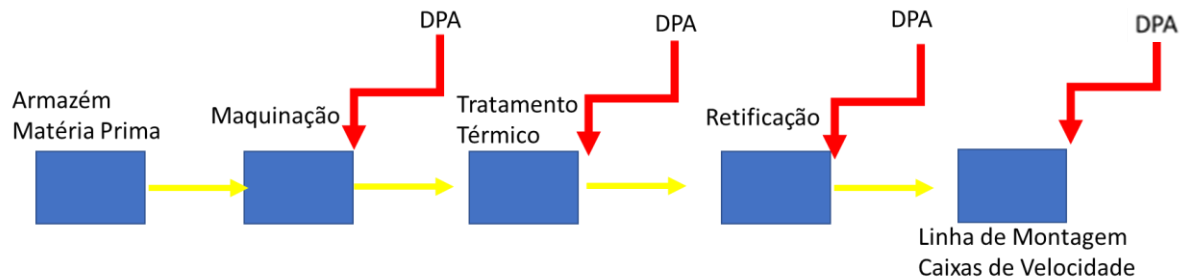 DPA
DPA
DPA
DPA
Armazém
Matéria Prima
Maquinação
Tratamento
Térmico
Retificação
Linha de Montagem
Caixas de Velocidade